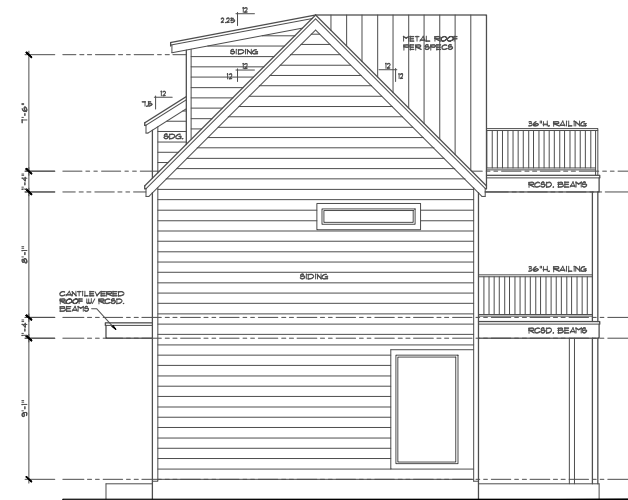 12
2.25
SIDING
METAL ROOF
PER SPECS
12
12
12
12
12
7.5
SDG.
7'-6"
36"H. RAILING
1'-4"
RCSD. BEAMS
8'-1"
SIDING
36"H. RAILING
CANTILEVERED
ROOF W/ RCSD.
BEAMS
1'-4"
RCSD. BEAMS
9'-1"